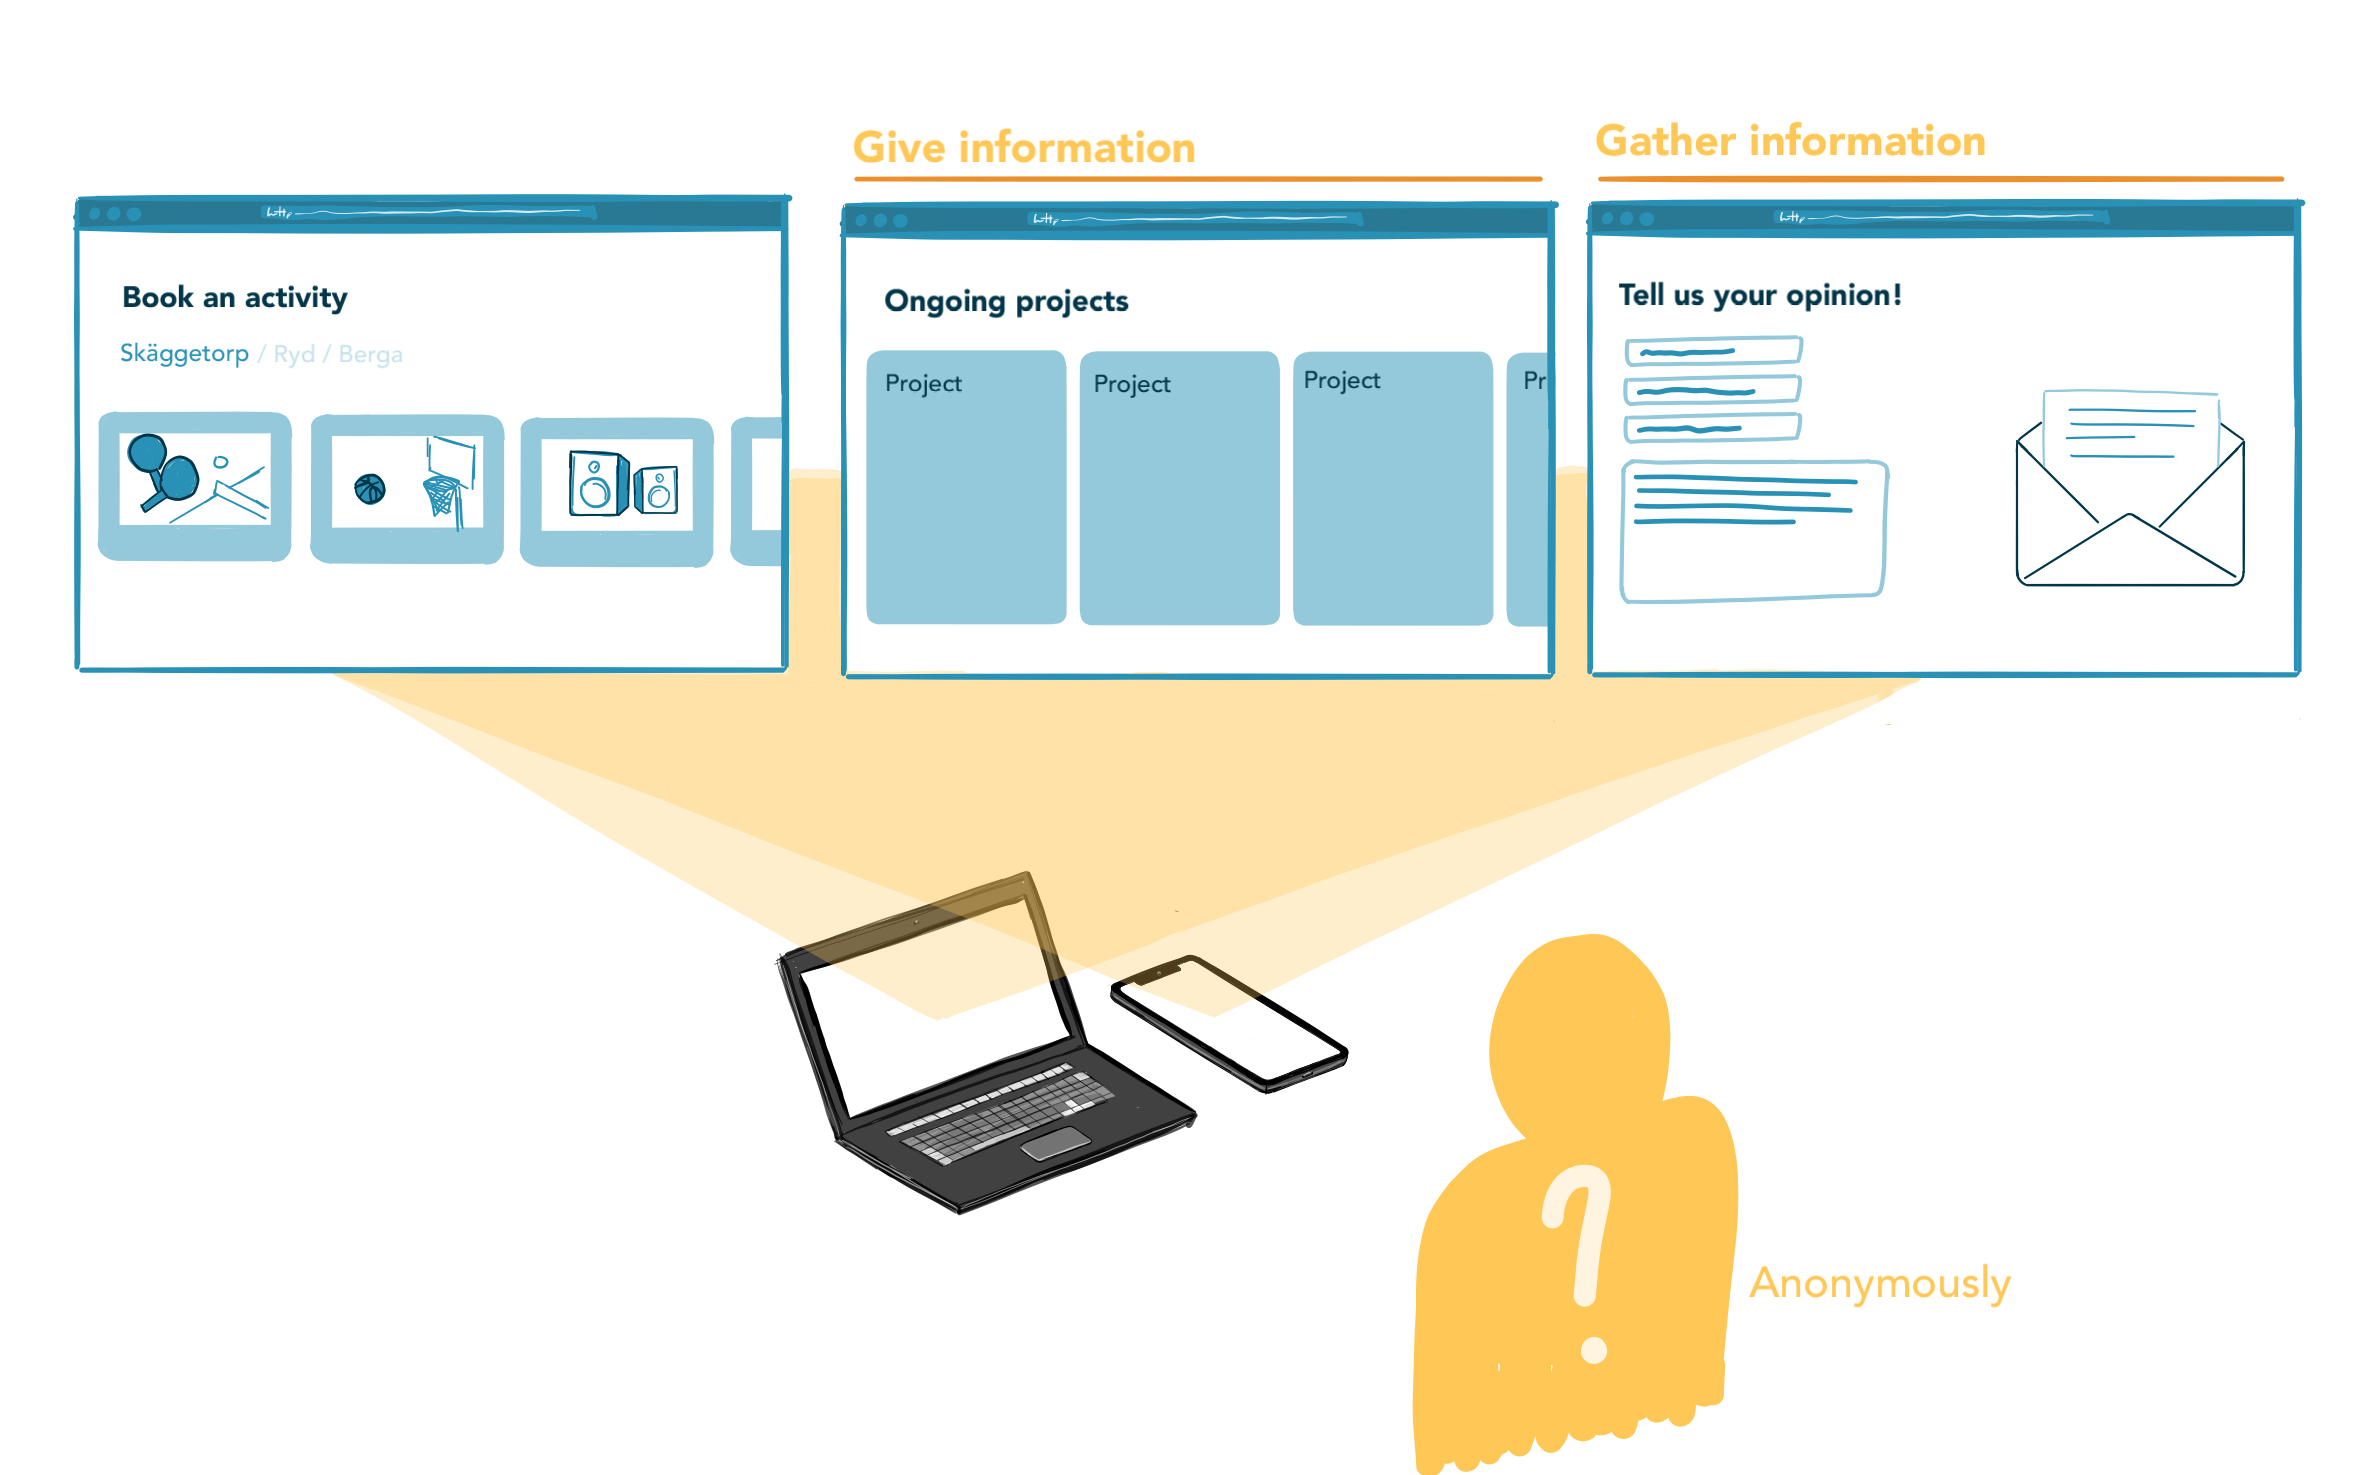 Give information
Gather information
http
Book an activity
Skäggetorp / Ryd / Berga
http
Ongoing projects
Project
Project
Project
Pr
http
Tell us your opinion!
?
Anonymously